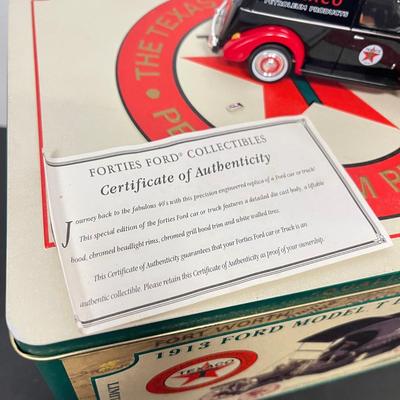 PETROLEUM PRODUCTS
THE TEXAS
PE
FORTIES FORD® COLLECTIBLES
Certificate of Authenticity
Journey back to the fabulous 40's with this precision engineered replica of a Ford car or truck!
This special edition of the forties Ford car or truck features a detailed die cast body, a liftable
hood, chromed headlight rims, chromed grill hood trim and white walled tires.
This Certificate of Authenticity guarantees that your Forties Ford car or Truck is an
authentic collectible. Please retain this Certificate of Authenticity as proof of your ownership.
FORT WORTH
1913 FORD MODEL T
TEXACO
LIMIT